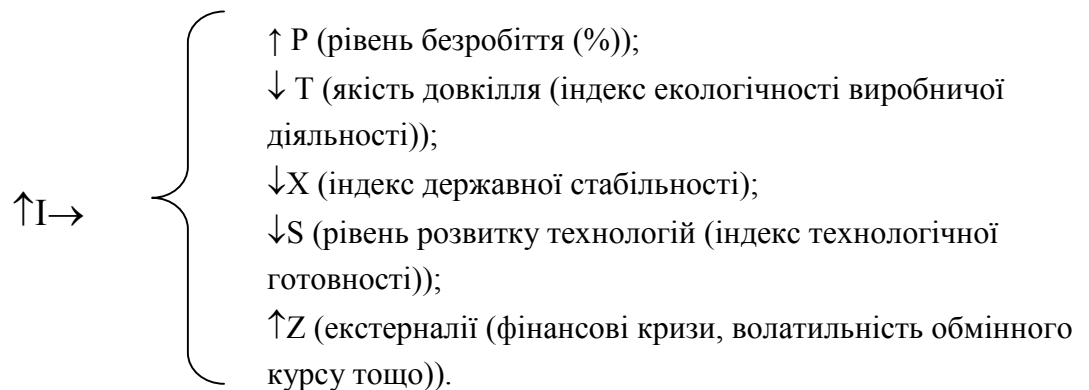 ↑ P (рівень безробіття (%));
↓ T (якість довкілля (індекс екологічності виробничої
діяльності));
↓X (індекс державної стабільності);
↑I→
↓S (рівень розвитку технологій (індекс технологічної
готовності));
↑Z (екстерналії (фінансові кризи, волатильність обмінного
курсу тощо)).